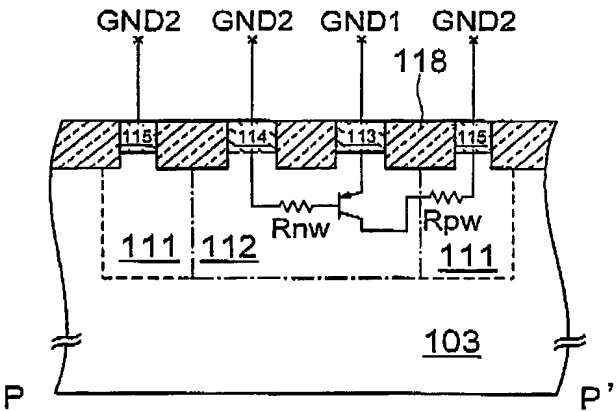 GND2 GND2 GND1 GND2
118
115 114 113 115
Rnw Rpw
111 112 111
103
P P'